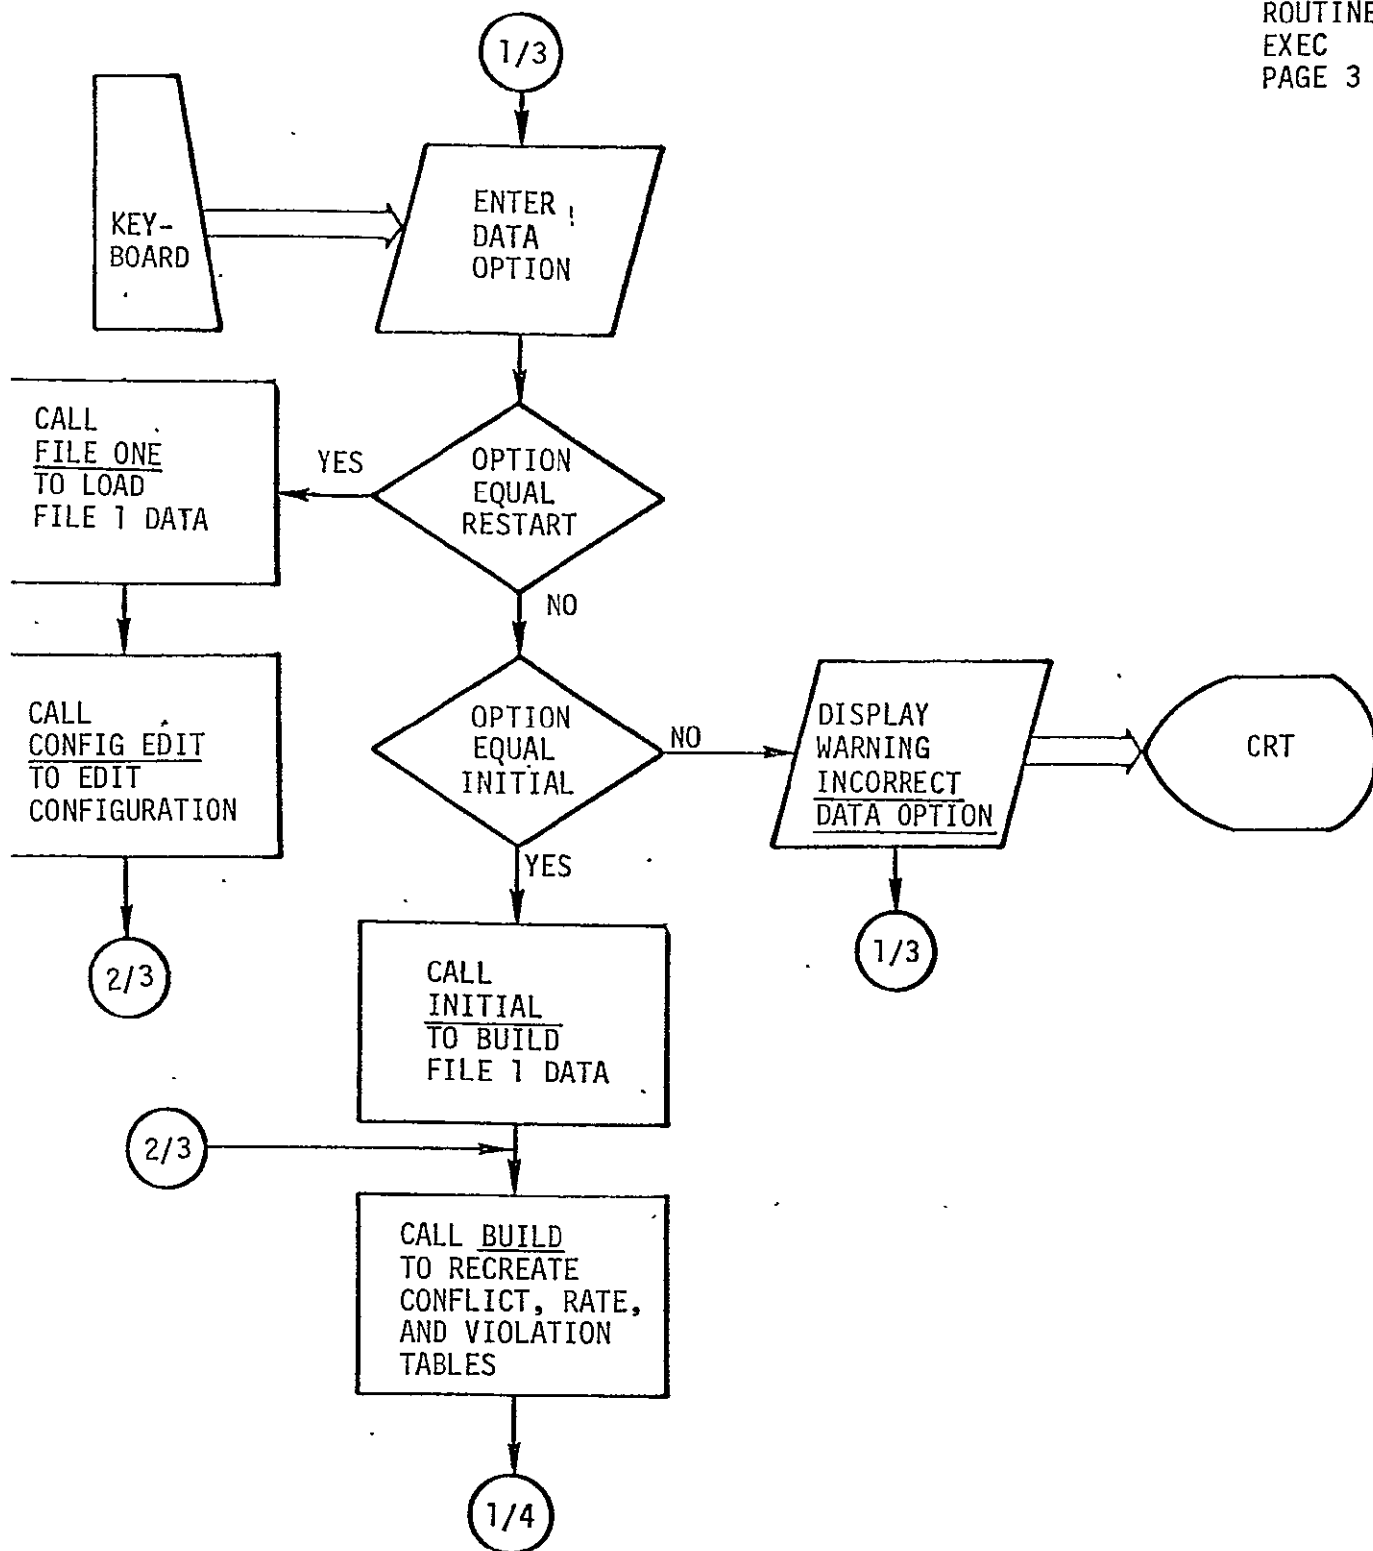 ROUTINE
EXEC
PAGE 3
1/3
KEY-
BOARD
ENTER
DATA
OPTION
CALL
FILE ONE
TO LOAD
FILE 1 DATA
YES
OPTION
EQUAL
RESTART
NO
CALL
CONFIG EDIT
TO EDIT
CONFIGURATION
OPTION
EQUAL
INITIAL
NO
DISPLAY
WARNING
INCORRECT
DATA OPTION
CRT
YES
2/3
1/3
CALL
INITIAL
TO BUILD
FILE 1 DATA
2/3
CALL BUILD
TO RECREATE
CONFLICT, RATE,
AND VIOLATION
TABLES
1/4